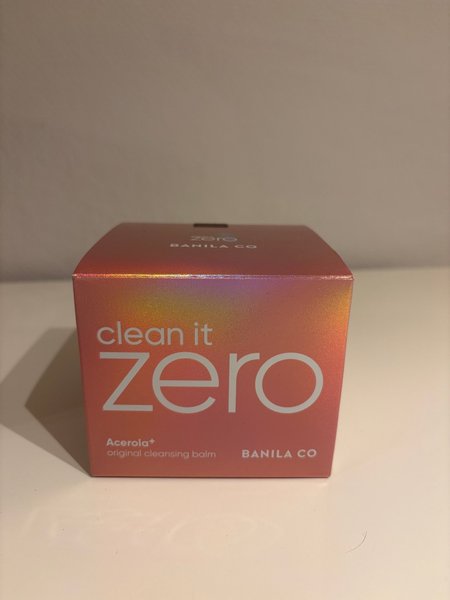 zero
BANILA CO
clean it
zero
Acerola⁺
original cleansing balm
BANILA CO